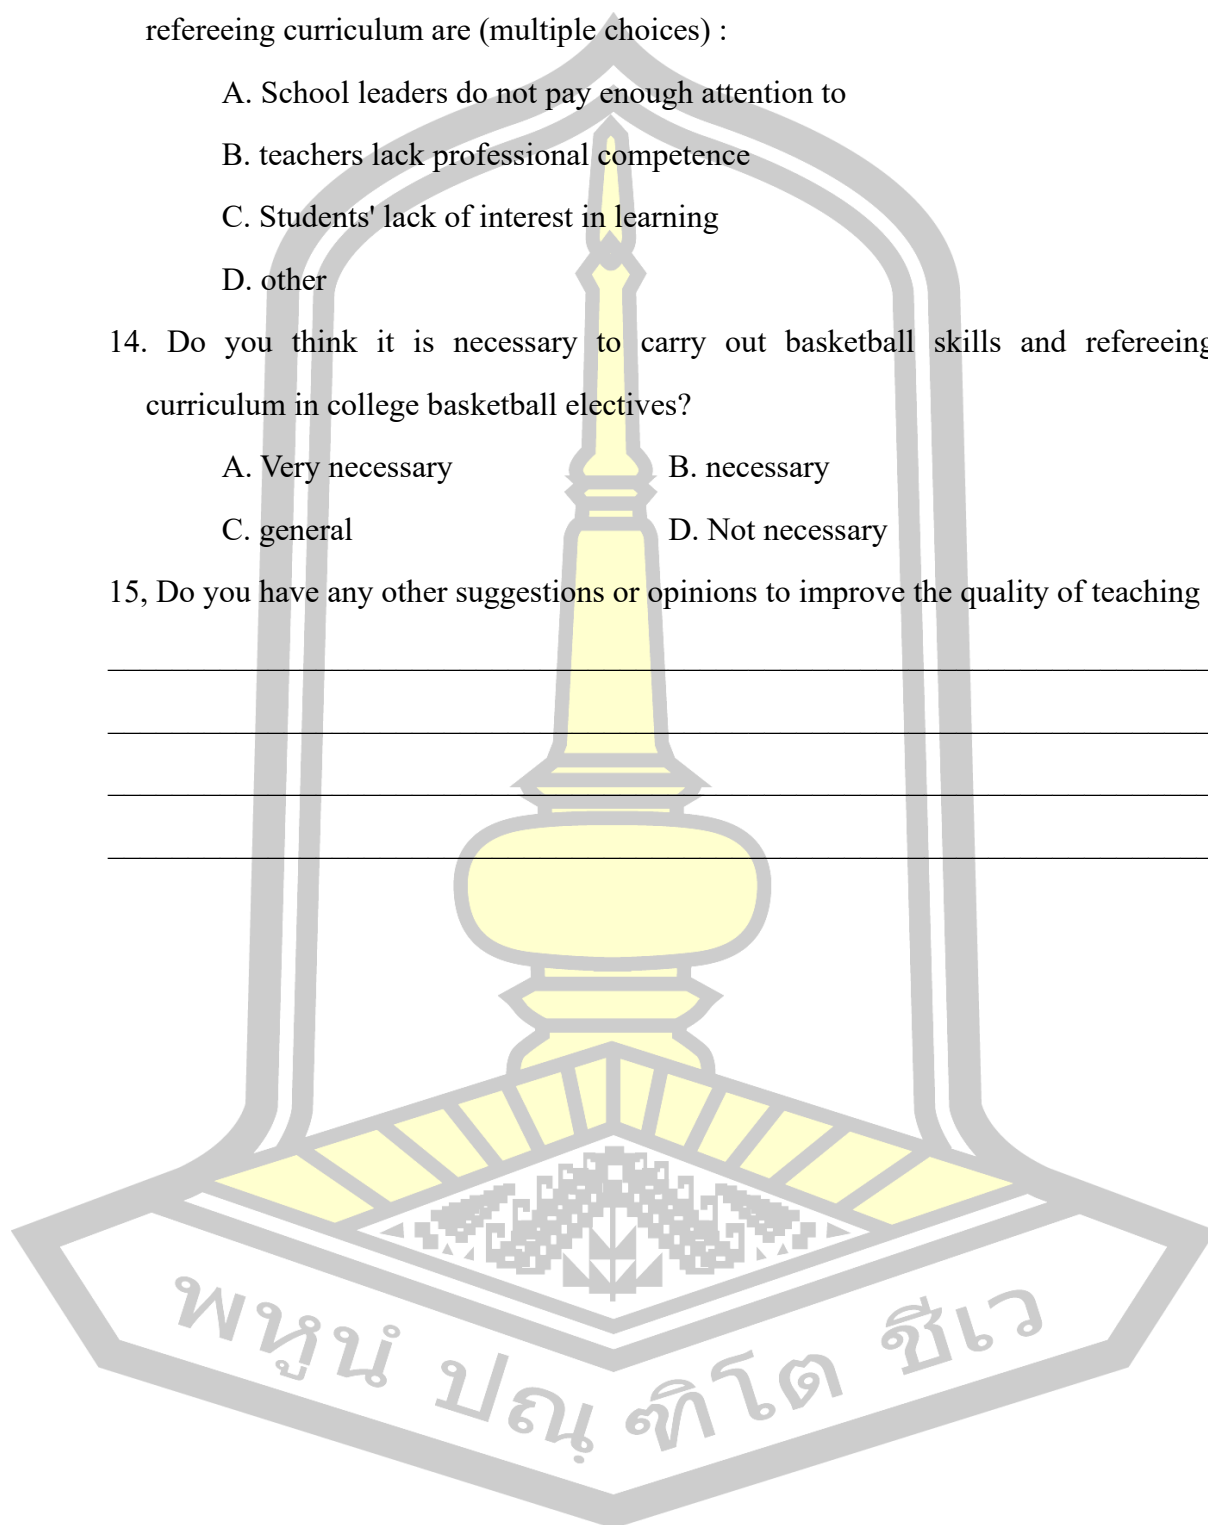 refereeing curriculum are (multiple choices) :
A. School leaders do not pay enough attention to
B. teachers lack professional competence
C. Students' lack of interest in learning
D. other
14. Do you think it is necessary to carry out basketball skills and refereeing
curriculum in college basketball electives?
A. Very necessary B. necessary
C. general D. Not necessary
15, Do you have any other suggestions or opinions to improve the quality of teaching
พหูนํ ปณฺ ฑิโต ชีเว